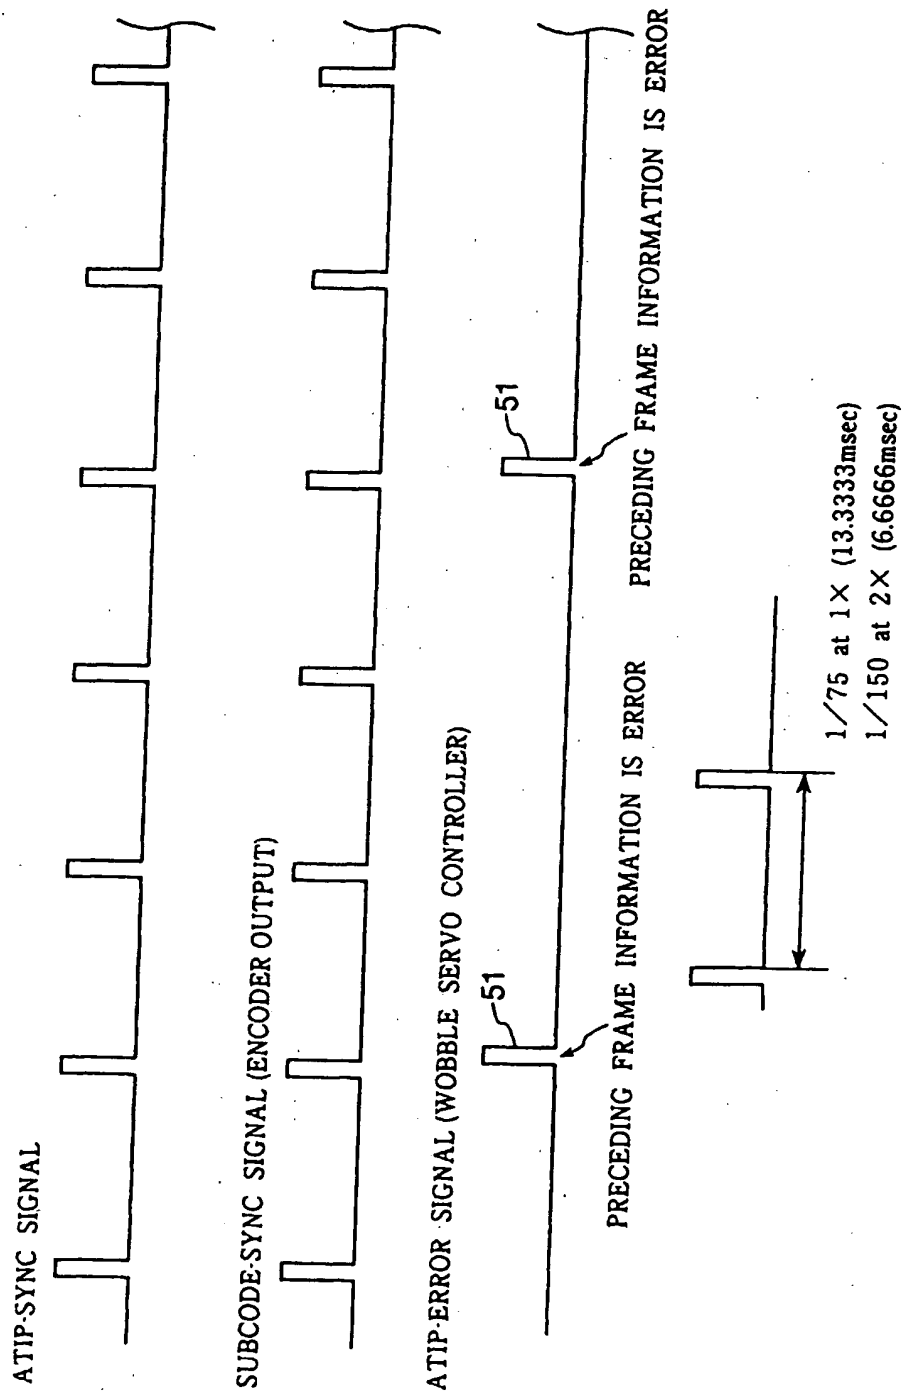 ATIP-SYNC SIGNAL
SUBCODE-SYNC SIGNAL (ENCODER OUTPUT)
ATIP-ERROR SIGNAL (WOBBLE SERVO CONTROLLER)
51
51
PRECEDING FRAME INFORMATION IS ERROR
PRECEDING FRAME INFORMATION IS ERROR
1/75 at 1× (13.3333msec)
1/150 at 2× (6.6666msec)